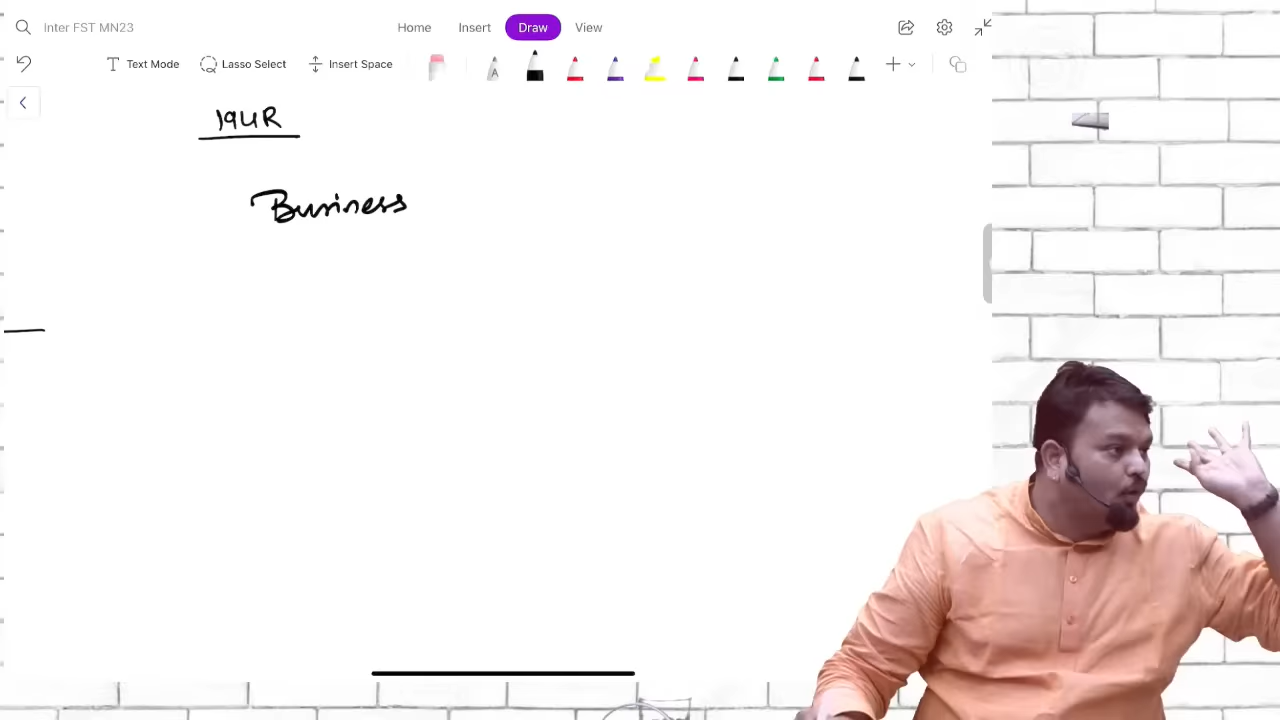 Inter FST MN23
Home Insert Draw View
Text Mode Lasso Select Insert Space
194R
Business